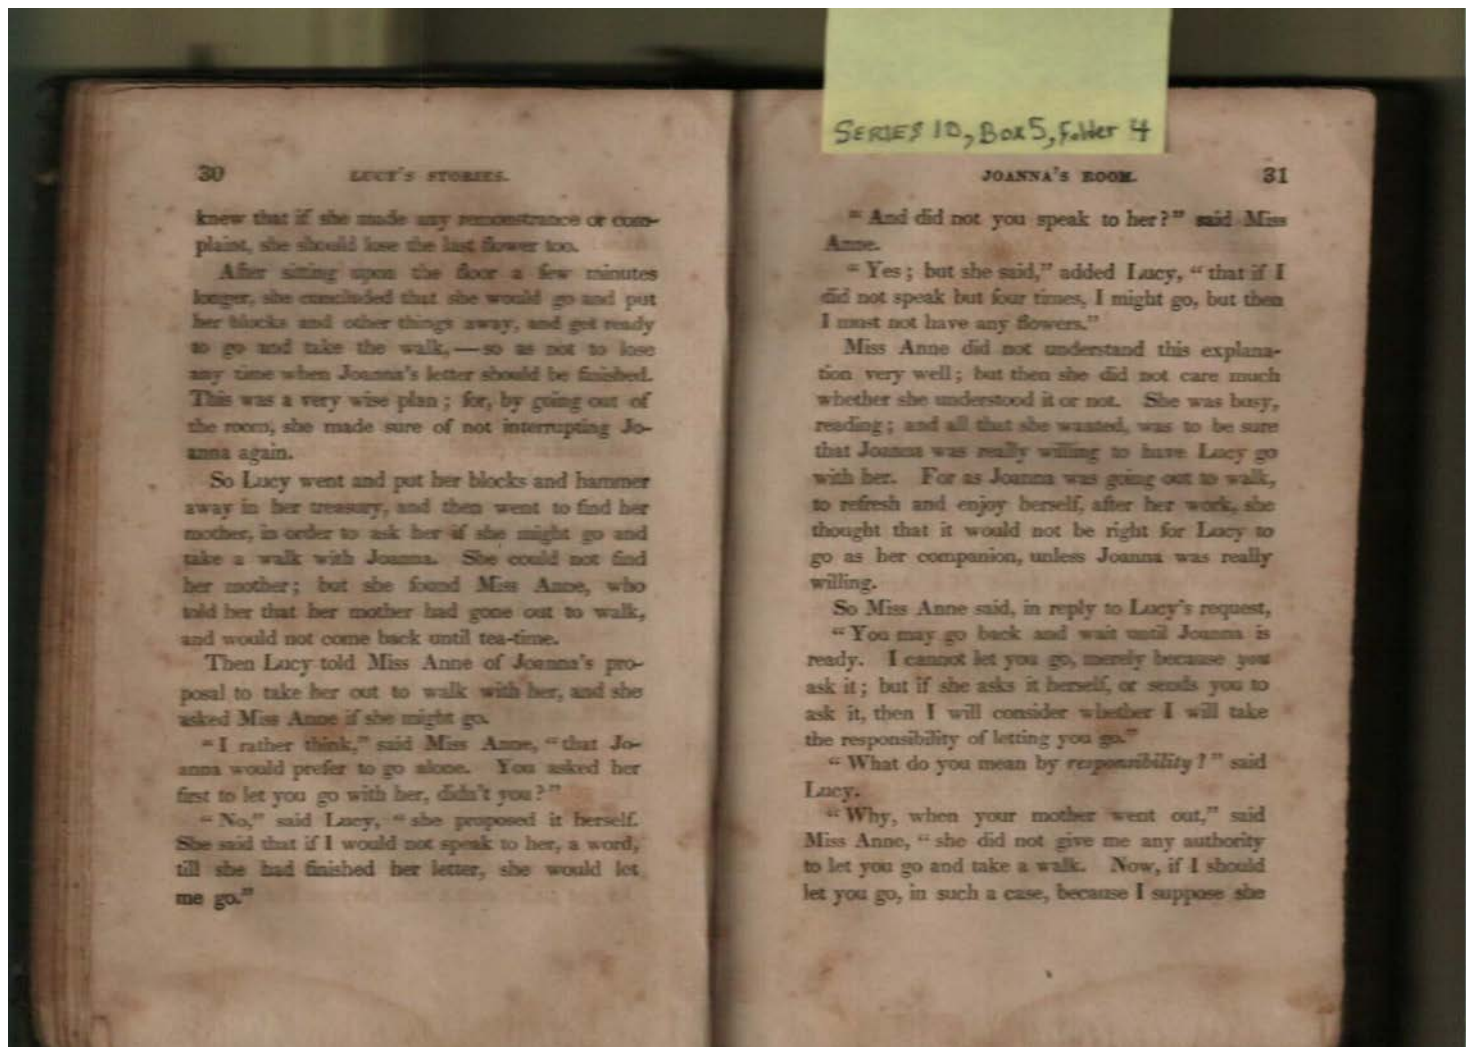 SERIES 10, Box 5, Folder 4
30 LUCY'S STORIES.
knew that if she made any remonstrance or com-
plaint, she should lose the last flower too.
After sitting upon the floor a few minutes
longer, she concluded that she would go and put
her blocks and other things away, and get ready
to go and take the walk,—so as not to lose
any time when Joanna's letter should be finished.
This was a very wise plan; for, by going out of
the room, she made sure of not interrupting Jo-
anna again.
So Lucy went and put her blocks and hammer
away in her treasury, and then went to find her
mother, in order to ask her if she might go and
take a walk with Joanna. She could not find
her mother; but she found Miss Anne, who
told her that her mother had gone out to walk,
and would not come back until tea-time.
Then Lucy told Miss Anne of Joanna's pro-
posal to take her out to walk with her, and she
asked Miss Anne if she might go.
"I rather think," said Miss Anne, "that Jo-
anna would prefer to go alone. You asked her
first to let you go with her, didn't you?"
"No," said Lucy, "she proposed it herself.
She said that if I would not speak to her, a word,
till she had finished her letter, she would let
me go."
JOANNA'S ROOM. 31
"And did not you speak to her?" said Miss
Anne.
"Yes; but she said," added Lucy, "that if I
did not speak but four times, I might go, but then
I must not have any flowers."
Miss Anne did not understand this explana-
tion very well; but then she did not care much
whether she understood it or not. She was busy,
reading; and all that she wanted, was to be sure
that Joanna was really willing to have Lucy go
with her. For as Joanna was going out to walk,
to refresh and enjoy herself, after her work, she
thought that it would not be right for Lucy to
go as her companion, unless Joanna was really
willing.
So Miss Anne said, in reply to Lucy's request,
"You may go back and wait until Joanna is
ready. I cannot let you go, merely because you
ask it; but if she asks it herself, or sends you to
ask it, then I will consider whether I will take
the responsibility of letting you go."
"What do you mean by responsibility?" said
Lucy.
"Why, when your mother went out," said
Miss Anne, "she did not give me any authority
to let you go and take a walk. Now, if I should
let you go, in such a case, because I suppose she